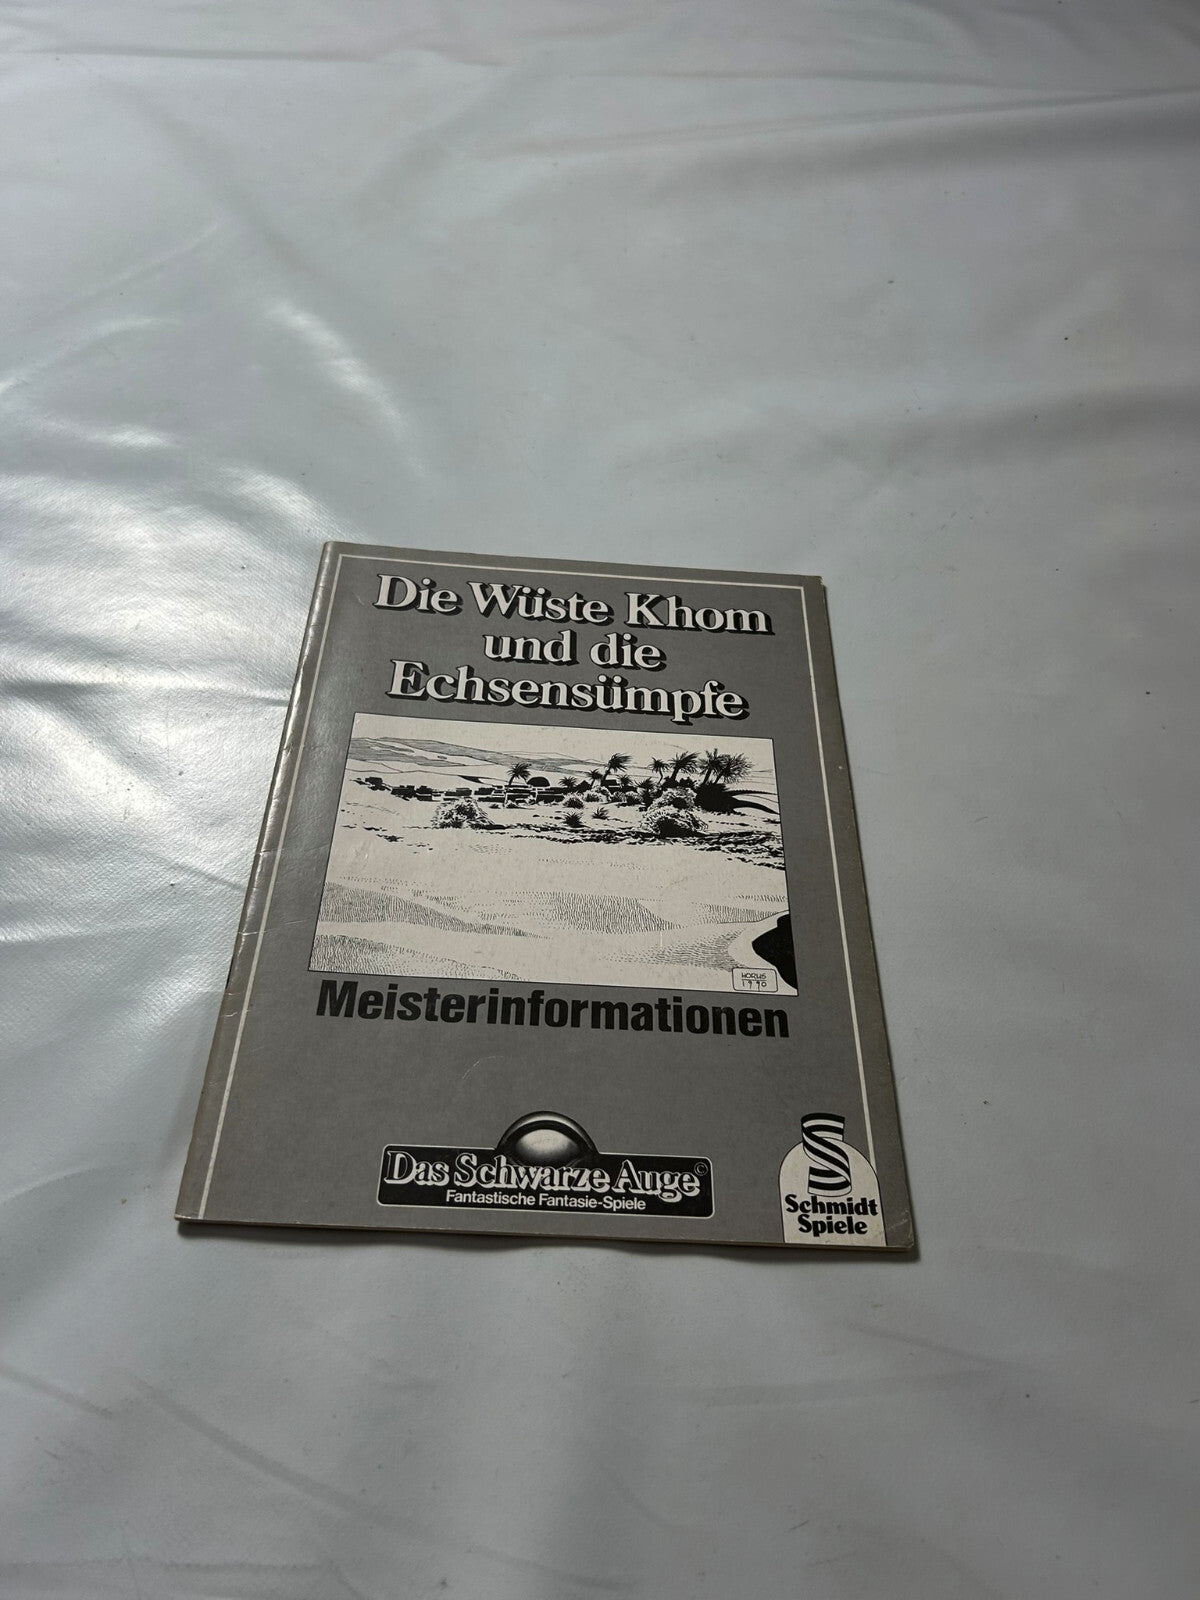 Die Wüste Khom
und die
Echsensümpfe
HORUS
1990
Meisterinformationen
Das Schwarze Auge©
Fantastische Fantasie-Spiele
Schmidt
Spiele